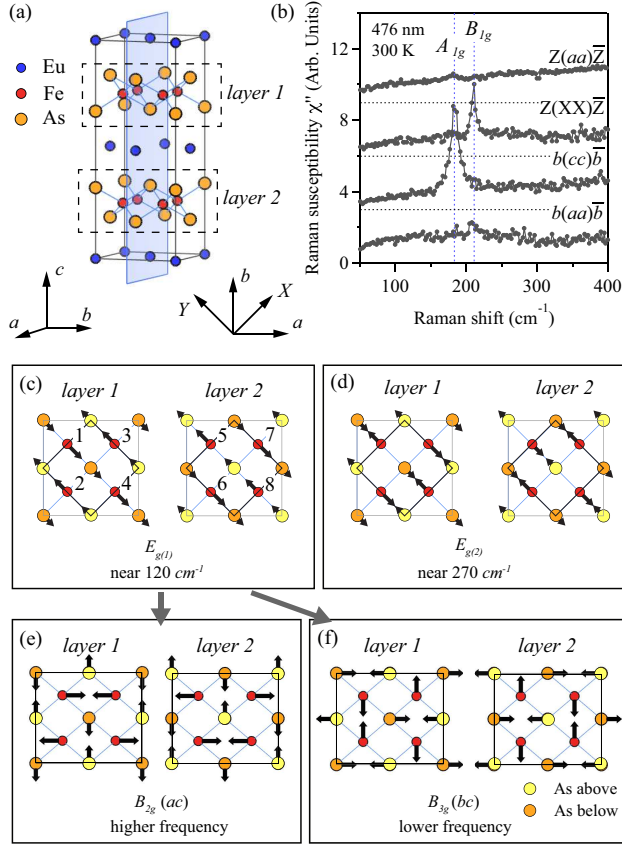 (a)
Eu
Fe
As
layer 1
layer 2
c
b
a
b
X
Y
a
(b)
476 nm
300 K
A1g
B1g
Z(aa)Z̅
Z(XX)Z̅
b(cc)b̅
b(aa)b̅
Raman susceptibility χ'' (Arb. Units)
12
8
4
0
100
200
300
400
Raman shift (cm⁻¹)
(c)
layer 1
layer 2
1
3
5
7
2
4
6
8
Eg(1)
near 120 cm⁻¹
(d)
layer 1
layer 2
Eg(2)
near 270 cm⁻¹
(e)
layer 1
layer 2
B2g (ac)
higher frequency
(f)
layer 1
layer 2
B3g (bc)
lower frequency
As above
As below